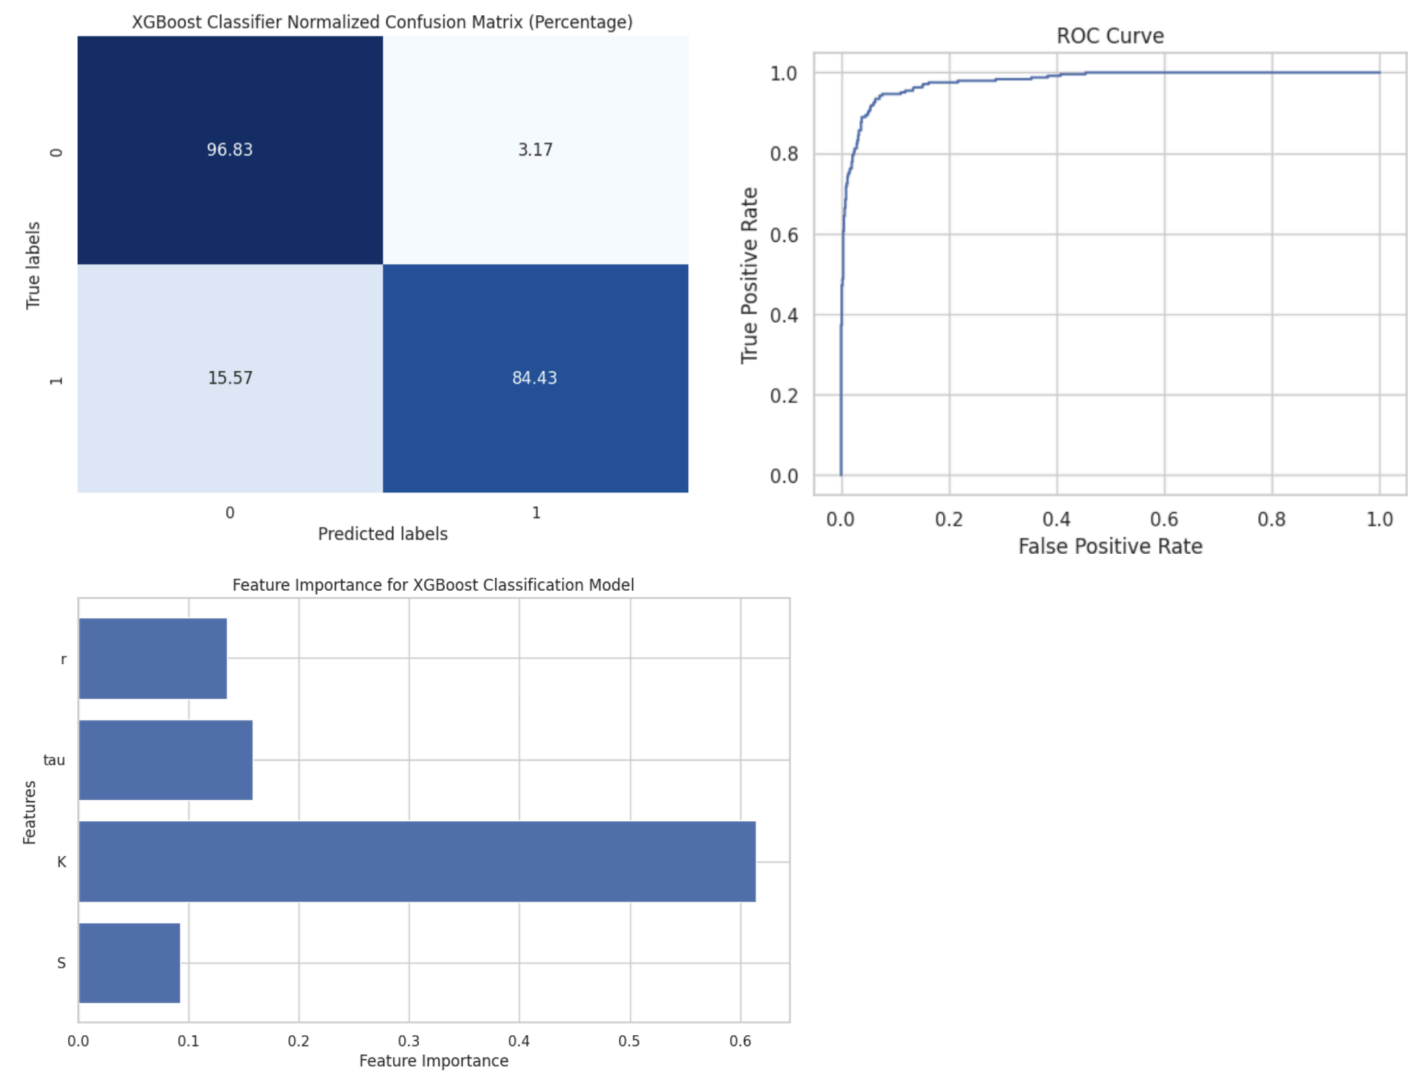 XGBoost Classifier Normalized Confusion Matrix (Percentage)
True labels
0
96.83
3.17
1
15.57
84.43
0
1
Predicted labels
ROC Curve
True Positive Rate
1.0
0.8
0.6
0.4
0.2
0.0
0.0
0.2
0.4
0.6
0.8
1.0
False Positive Rate
Feature Importance for XGBoost Classification Model
Features
r
tau
K
S
0.0
0.1
0.2
0.3
0.4
0.5
0.6
Feature Importance